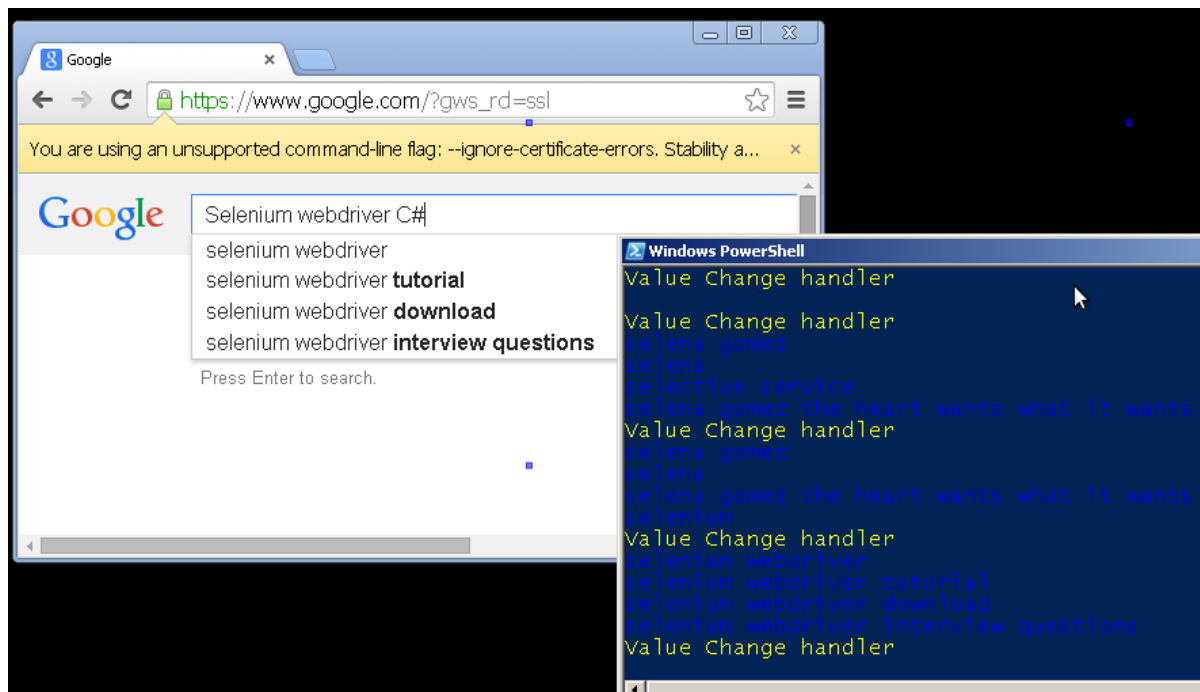 Google
https://www.google.com/?gws_rd=ssl
You are using an unsupported command-line flag: --ignore-certificate-errors. Stability a...
Google
Selenium webdriver C#
selenium webdriver
selenium webdriver tutorial
selenium webdriver download
selenium webdriver interview questions
Press Enter to search.
Windows PowerShell
Value Change handler
Value Change handler
selena gomez
selena
selective service
selena gomez the heart wants what it wants
Value Change handler
selena gomez
selena
selena gomez the heart wants what it wants
selenium
Value Change handler
selenium webdriver
selenium webdriver tutorial
selenium webdriver download
selenium webdriver interview questions
Value Change handler